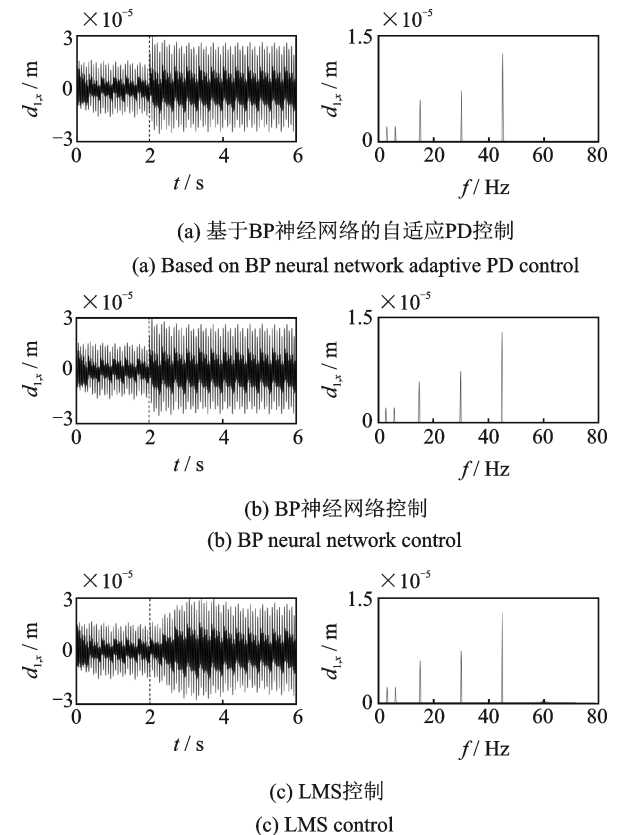 ×10⁻⁵
3
0
−3
d₁,ₓ / m
0 2 4 6
t / s
1.5 ×10⁻⁵
0
d₁,ₓ / m
0 20 40 60 80
f / Hz
(a) 基于BP神经网络的自适应PD控制
(a) Based on BP neural network adaptive PD control
×10⁻⁵
3
0
−3
d₁,ₓ / m
0 2 4 6
t / s
1.5 ×10⁻⁵
0
d₁,ₓ / m
0 20 40 60 80
f / Hz
(b) BP神经网络控制
(b) BP neural network control
×10⁻⁵
3
0
−3
d₁,ₓ / m
0 2 4 6
t / s
1.5 ×10⁻⁵
0
d₁,ₓ / m
0 20 40 60 80
f / Hz
(c) LMS控制
(c) LMS control